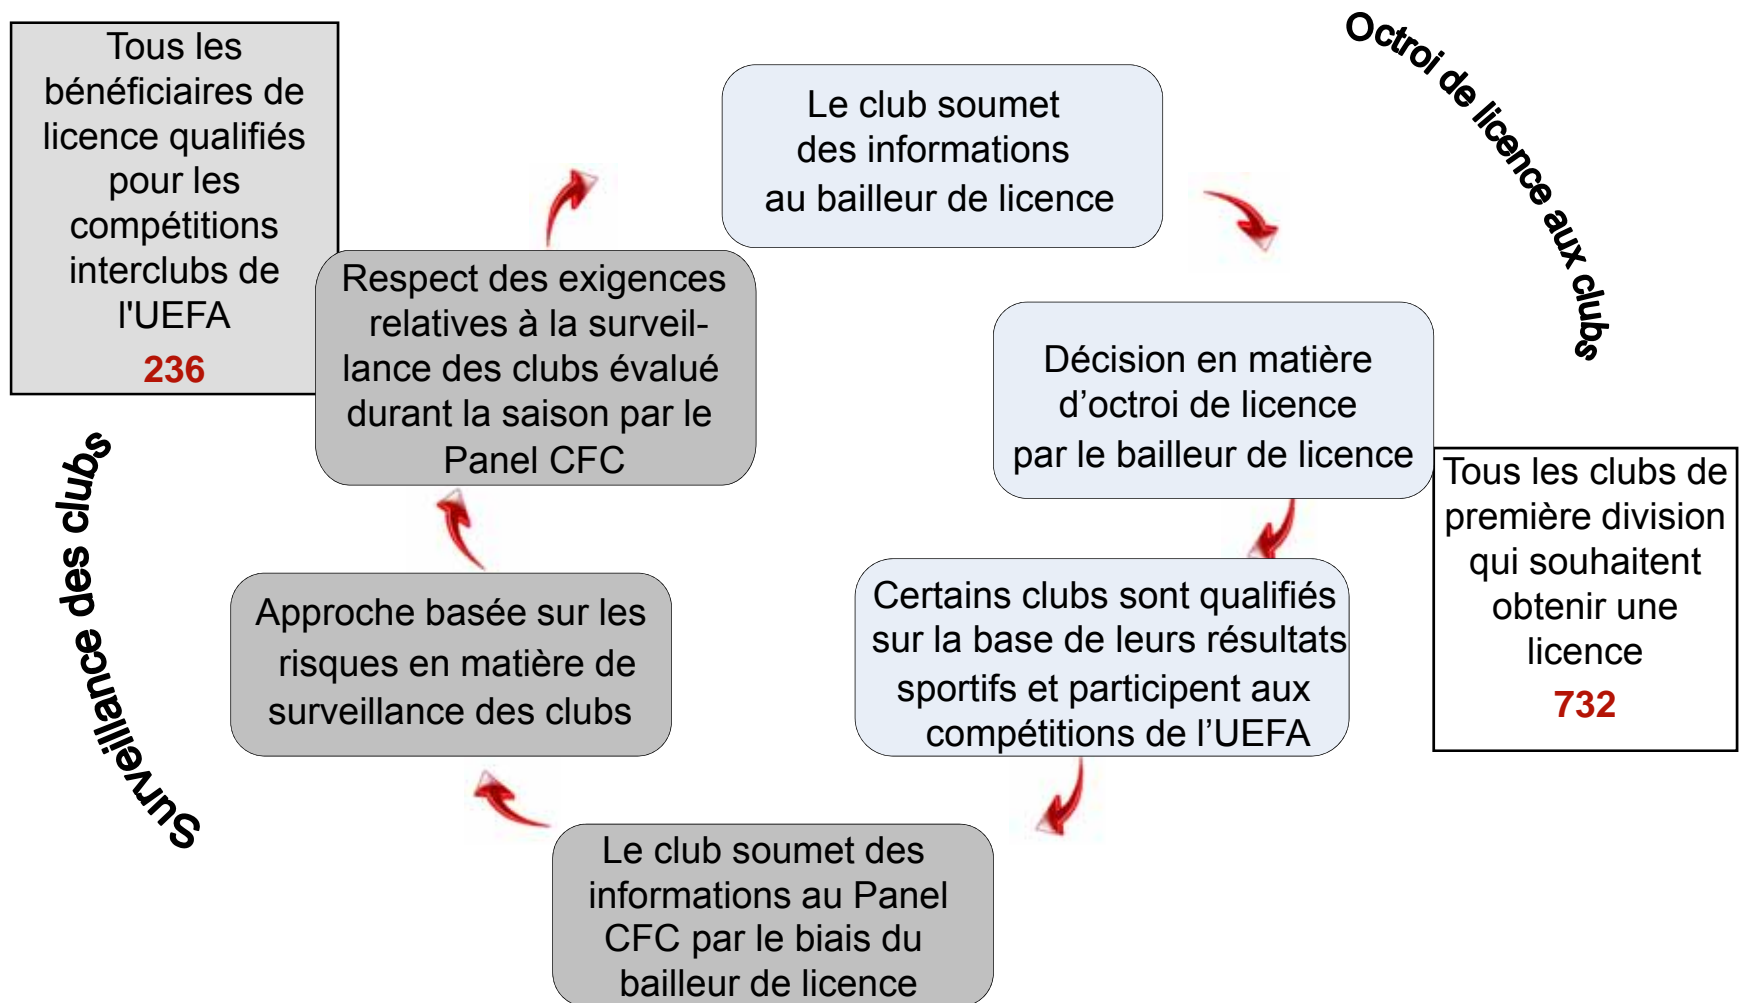 Tous les
bénéficiaires de
licence qualifiés
pour les
compétitions
interclubs de
l'UEFA
236
Le club soumet
des informations
au bailleur de licence
Octroi de licence aux clubs
Décision en matière
d’octroi de licence
par le bailleur de licence
Tous les clubs de
première division
qui souhaitent
obtenir une
licence
732
Certains clubs sont qualifiés
sur la base de leurs résultats
sportifs et participent aux
compétitions de l’UEFA
Le club soumet des
informations au Panel
CFC par le biais du
bailleur de licence
Approche basée sur les
risques en matière de
surveillance des clubs
Respect des exigences
relatives à la surveil-
lance des clubs évalué
durant la saison par le
Panel CFC
Surveillance des clubs